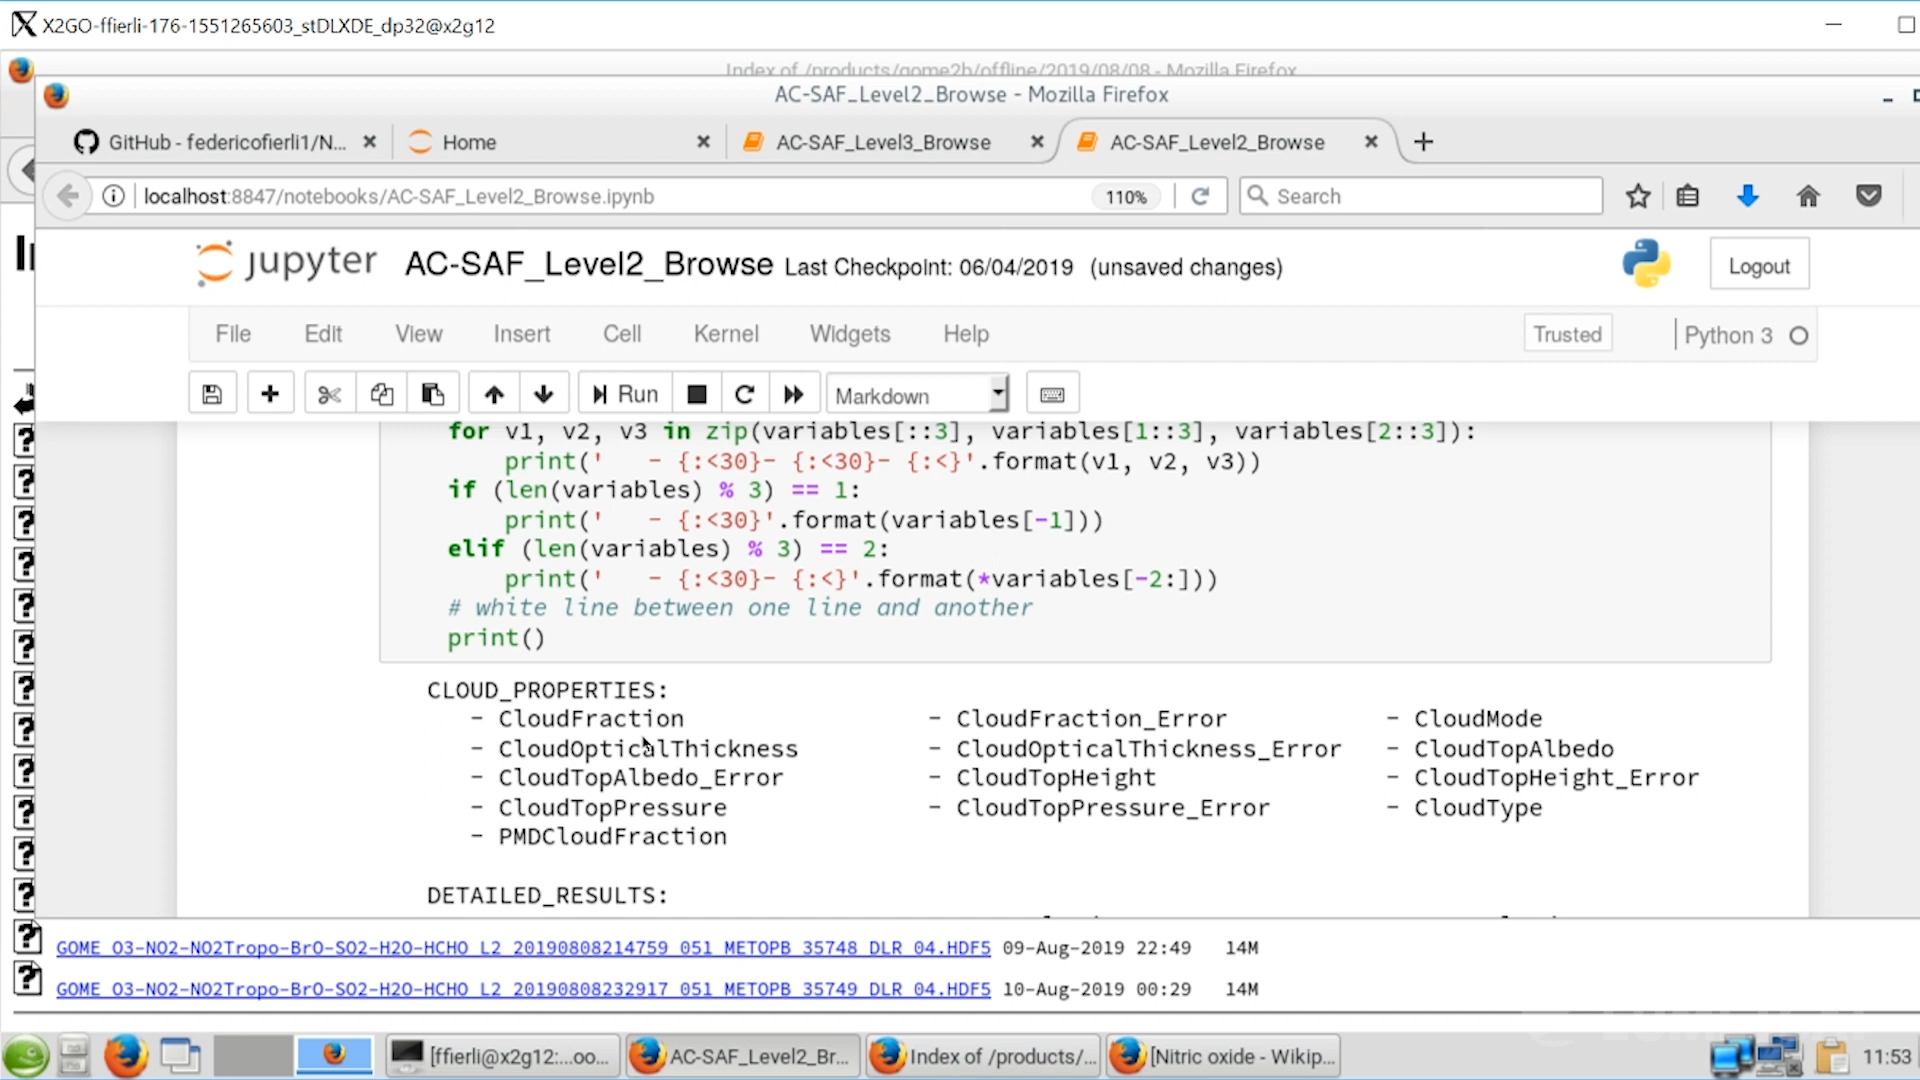 X2GO-ffierli-176-1551265603_stDLXDE_dp32@x2g12
Index of /products/gome2b/offline/2019/08/08 - Mozilla Firefox
AC-SAF_Level2_Browse - Mozilla Firefox
GitHub - federicofierli1/N...
Home
AC-SAF_Level3_Browse
AC-SAF_Level2_Browse
localhost:8847/notebooks/AC-SAF_Level2_Browse.ipynb
110%
Search
jupyter AC-SAF_Level2_Browse Last Checkpoint: 06/04/2019 (unsaved changes)
Logout
File Edit View Insert Cell Kernel Widgets Help
Trusted
Python 3
Run
Markdown
for v1, v2, v3 in zip(variables[::3], variables[1::3], variables[2::3]):
print('   - {:<30}- {:<30}- {:<}'.format(v1, v2, v3))
if (len(variables) % 3) == 1:
print('   - {:<30}'.format(variables[-1]))
elif (len(variables) % 3) == 2:
print('   - {:<30}- {:<}'.format(*variables[-2:]))
# white line between one line and another
print()
CLOUD_PROPERTIES:
- CloudFraction - CloudFraction_Error - CloudMode
- CloudOpticalThickness - CloudOpticalThickness_Error - CloudTopAlbedo
- CloudTopAlbedo_Error - CloudTopHeight - CloudTopHeight_Error
- CloudTopPressure - CloudTopPressure_Error - CloudType
- PMDCloudFraction
DETAILED_RESULTS:
GOME_O3-NO2-NO2Tropo-BrO-SO2-H2O-HCHO_L2_20190808214759_051_METOPB_35748_DLR_04.HDF5 09-Aug-2019 22:49 14M
GOME_O3-NO2-NO2Tropo-BrO-SO2-H2O-HCHO_L2_20190808232917_051_METOPB_35749_DLR_04.HDF5 10-Aug-2019 00:29 14M
[ffierli@x2g12:...oo...
AC-SAF_Level2_Br...
Index of /products/...
[Nitric oxide - Wikip...
11:53